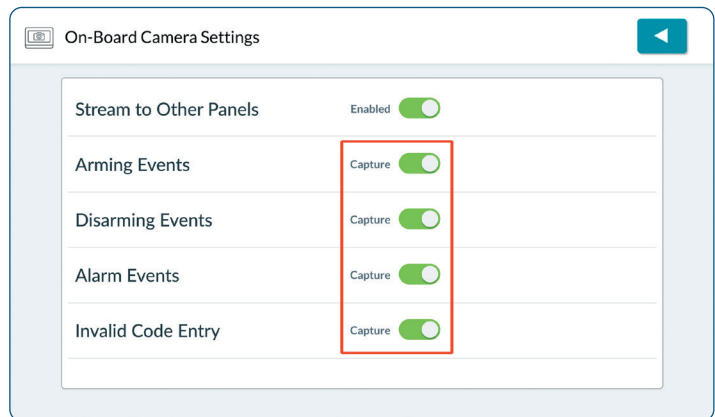 On-Board Camera Settings
Stream to Other Panels Enabled
Arming Events Capture
Disarming Events Capture
Alarm Events Capture
Invalid Code Entry Capture